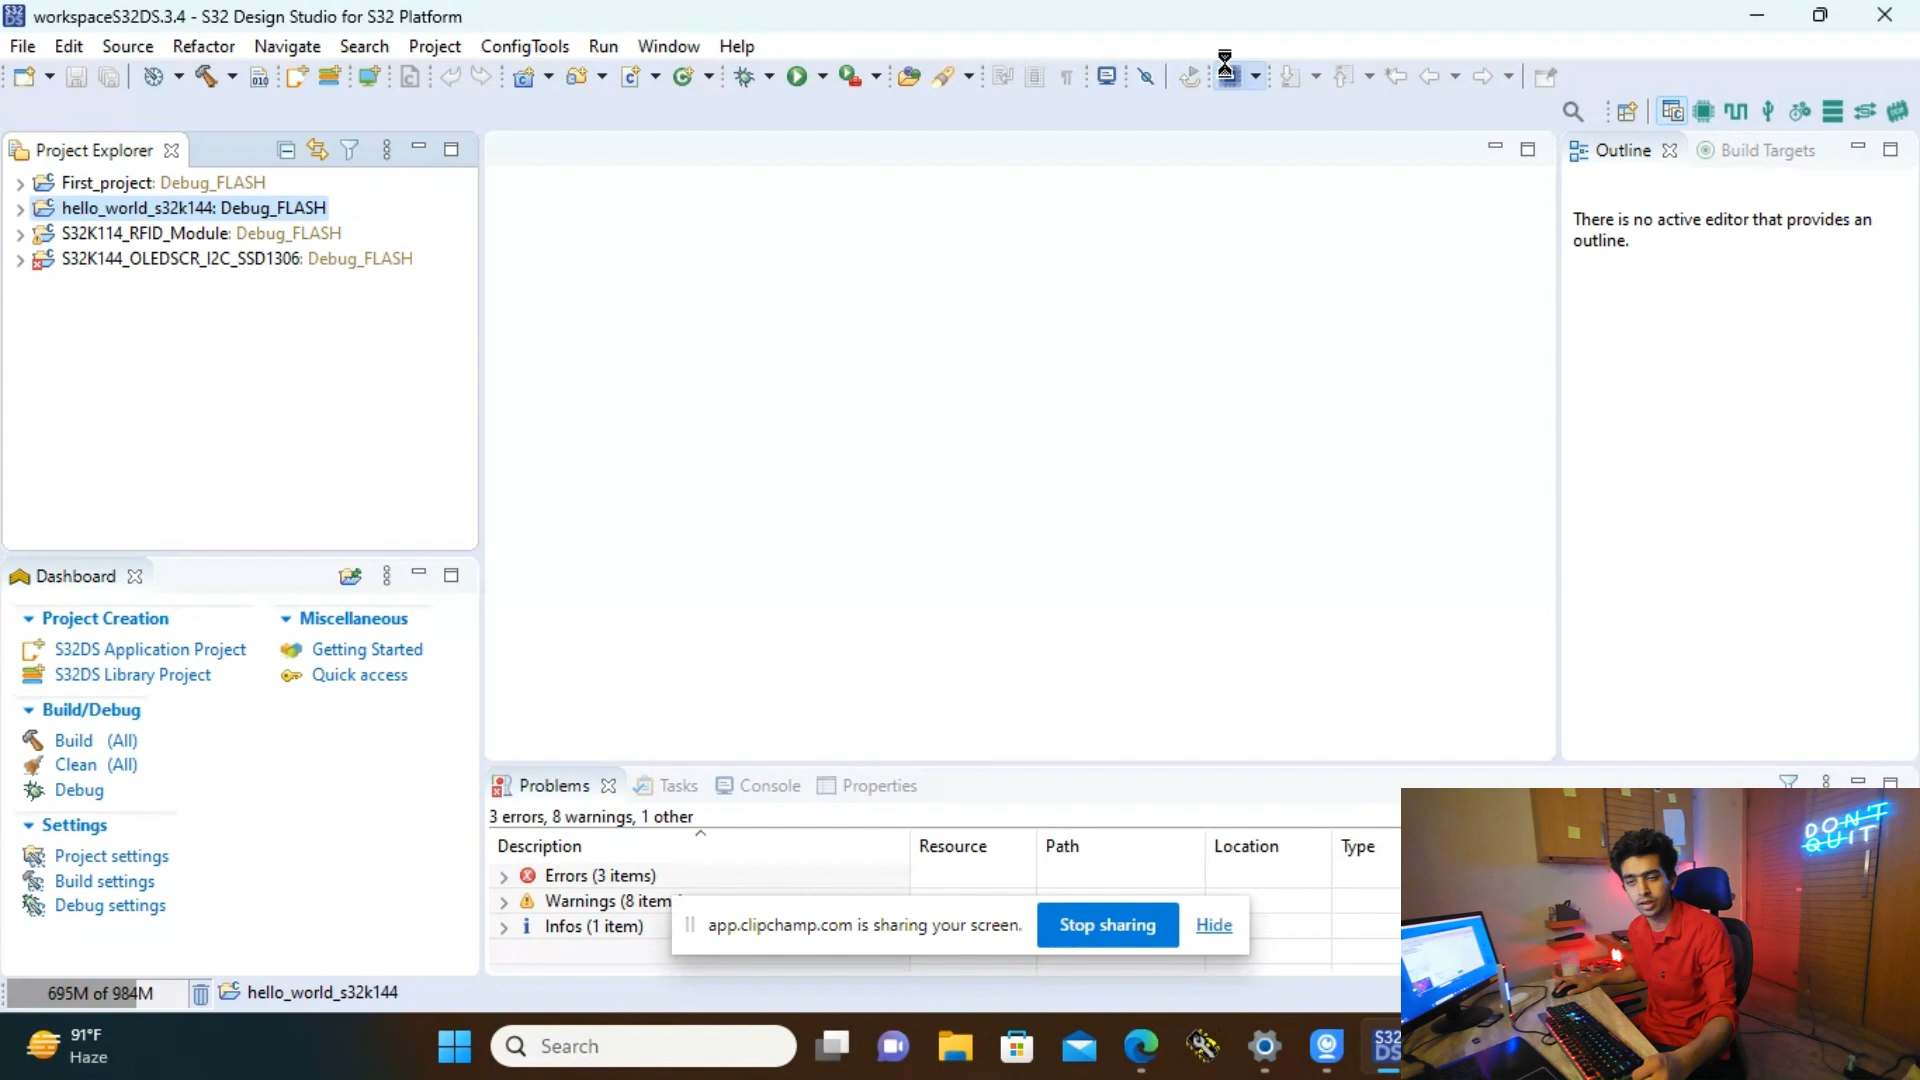 workspaceS32DS.3.4 - S32 Design Studio for S32 Platform
File Edit Source Refactor Navigate Search Project ConfigTools Run Window Help
Project Explorer
First_project: Debug_FLASH
hello_world_s32k144: Debug_FLASH
S32K114_RFID_Module: Debug_FLASH
S32K144_OLEDSCR_I2C_SSD1306: Debug_FLASH
Outline Build Targets
There is no active editor that provides an
outline.
Dashboard
Project Creation
S32DS Application Project
S32DS Library Project
Miscellaneous
Getting Started
Quick access
Build/Debug
Build (All)
Clean (All)
Debug
Settings
Project settings
Build settings
Debug settings
Problems Tasks Console Properties
3 errors, 8 warnings, 1 other
Description Resource Path Location Type
Errors (3 items)
Warnings (8 item
Infos (1 item)
app.clipchamp.com is sharing your screen. Stop sharing Hide
DON'T
QUIT
695M of 984M hello_world_s32k144
91°F
Haze
Search
S32
DS